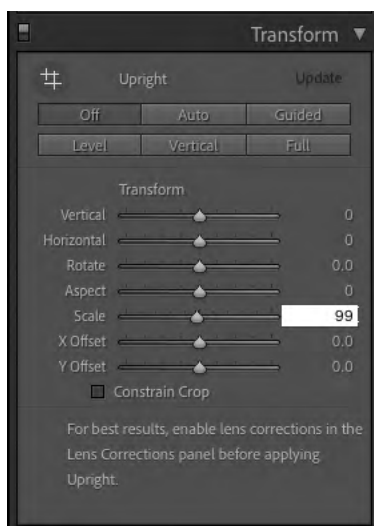 Transform
Upright Update
Off Auto Guided
Level Vertical Full
Transform
Vertical 0
Horizontal 0
Rotate 0.0
Aspect 0
Scale 99
X Offset 0.0
Y Offset 0.0
Constrain Crop
For best results, enable lens corrections in the
Lens Corrections panel before applying
Upright.